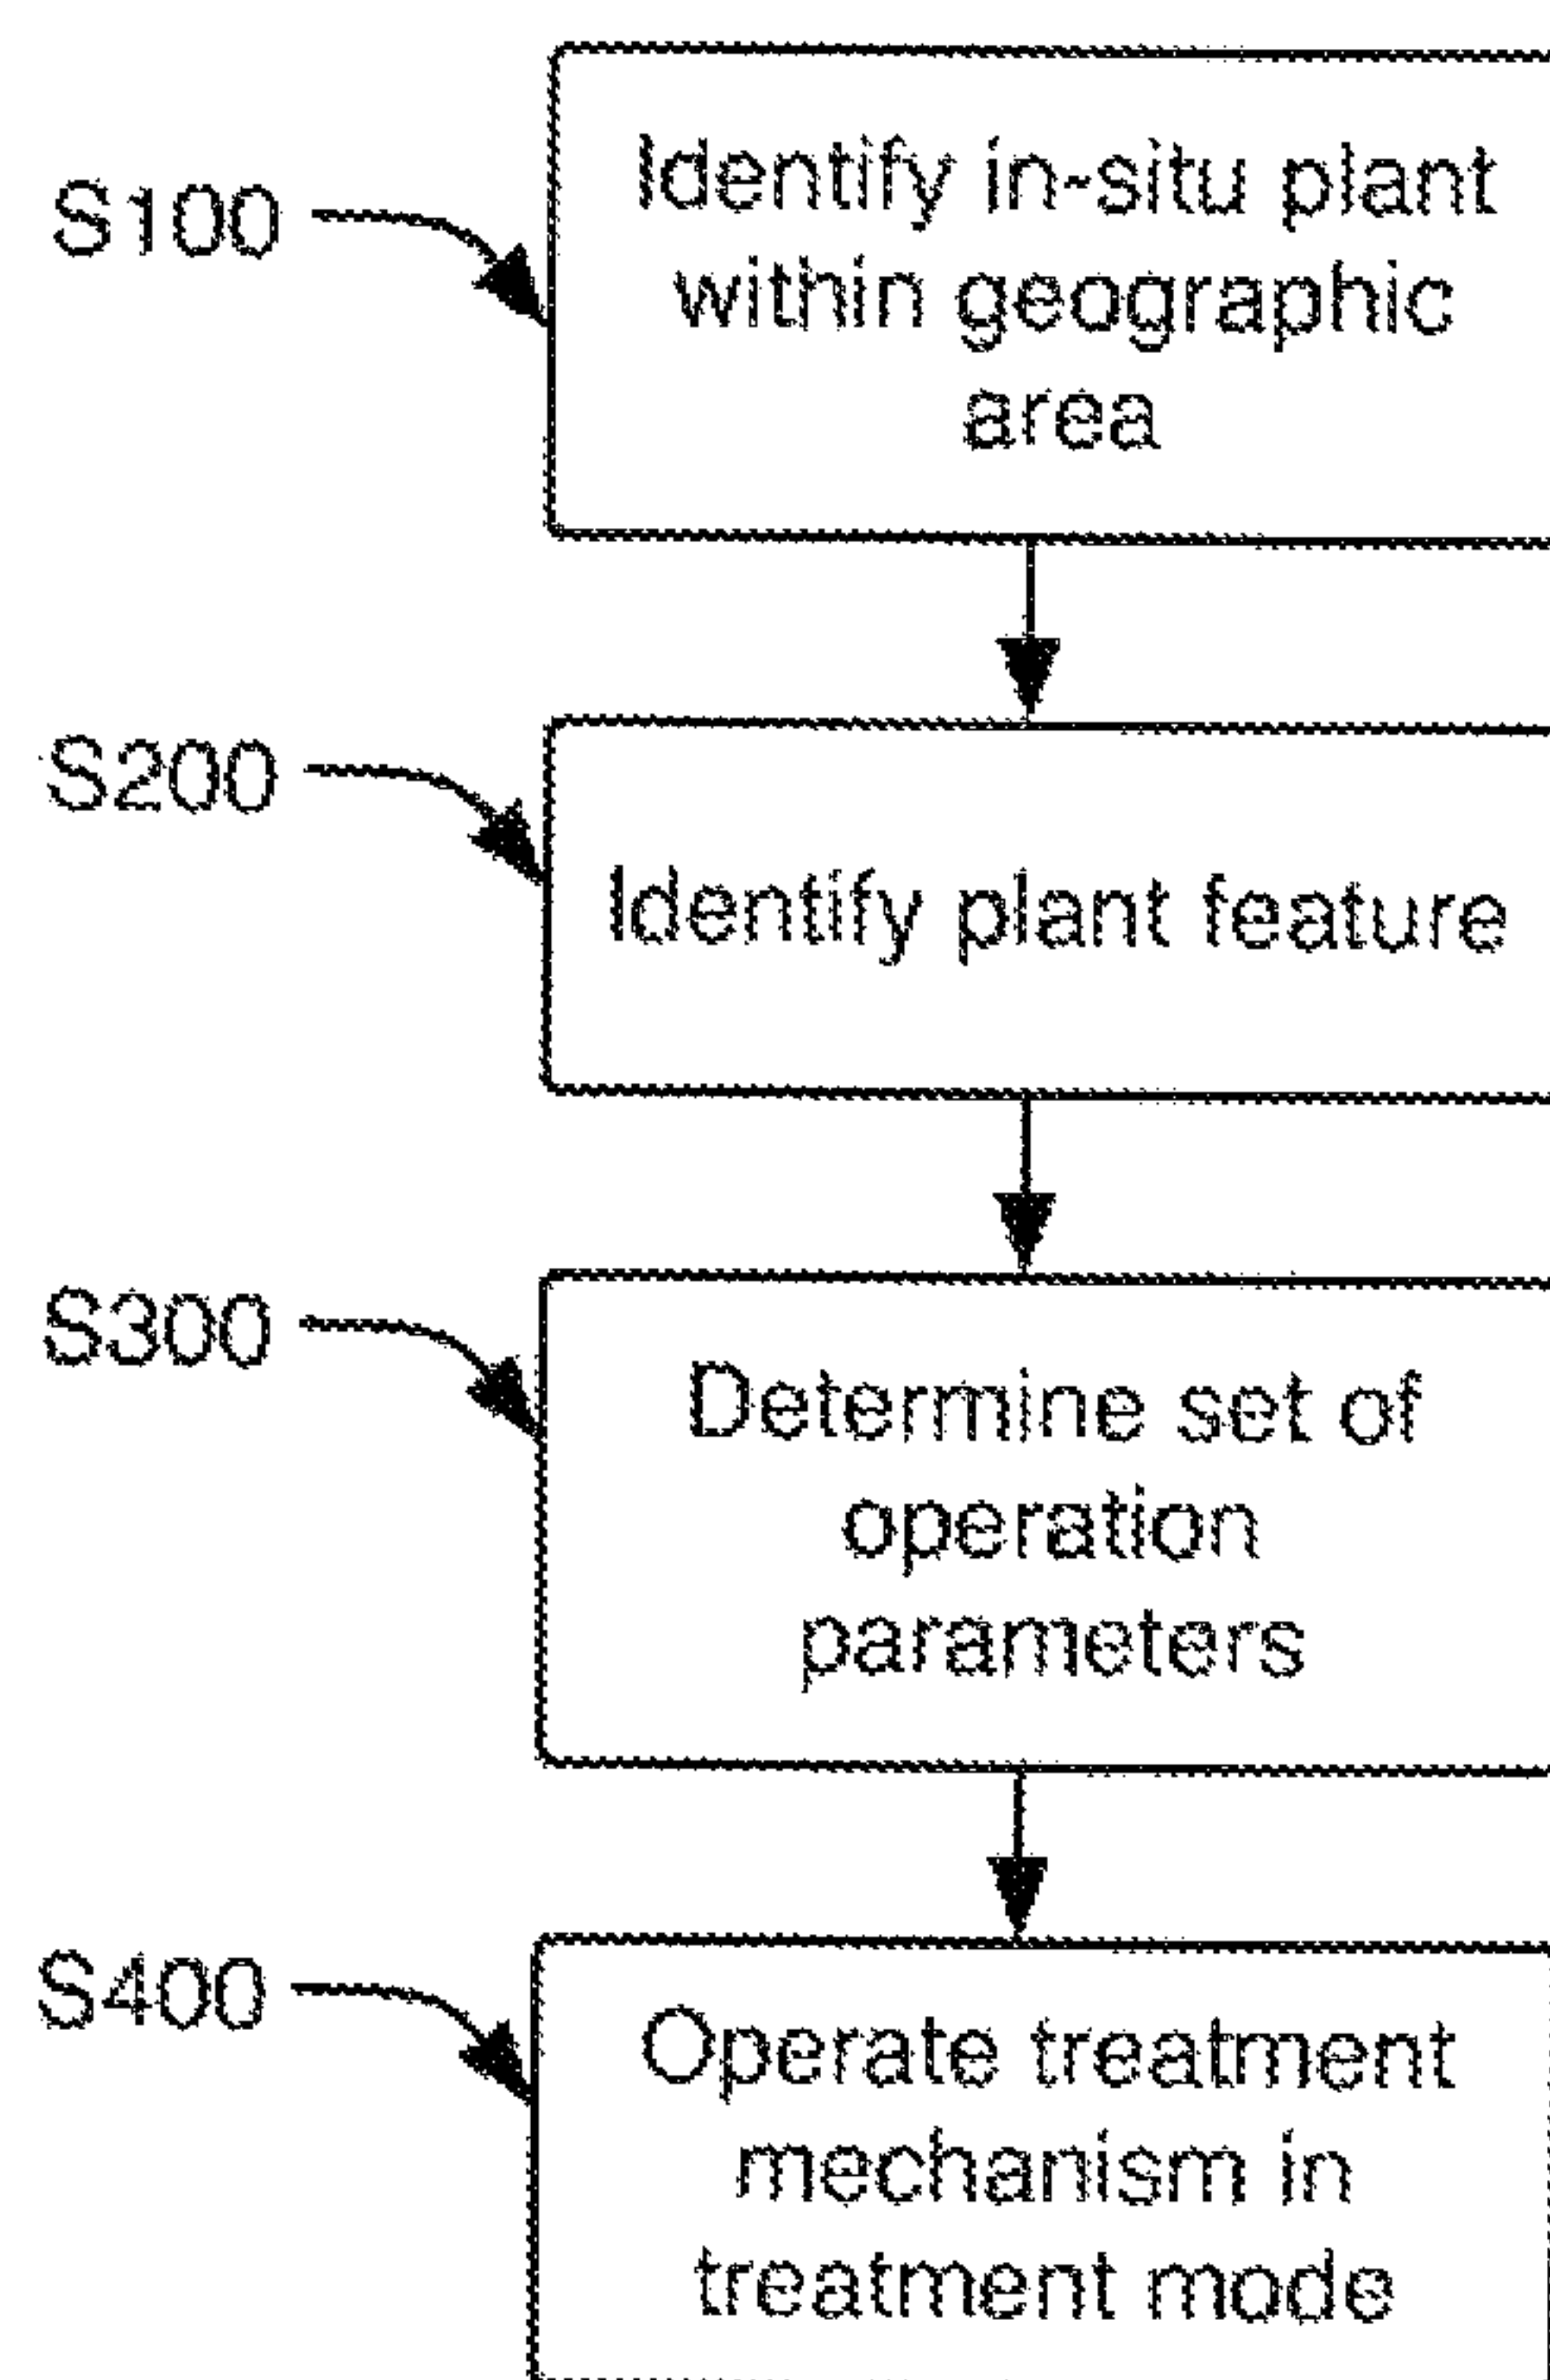 S100
Identify in-situ plant
within geographic
area
S200
Identify plant feature
S300
Determine set of
operation
parameters
S400
Operate treatment
mechanism in
treatment mode